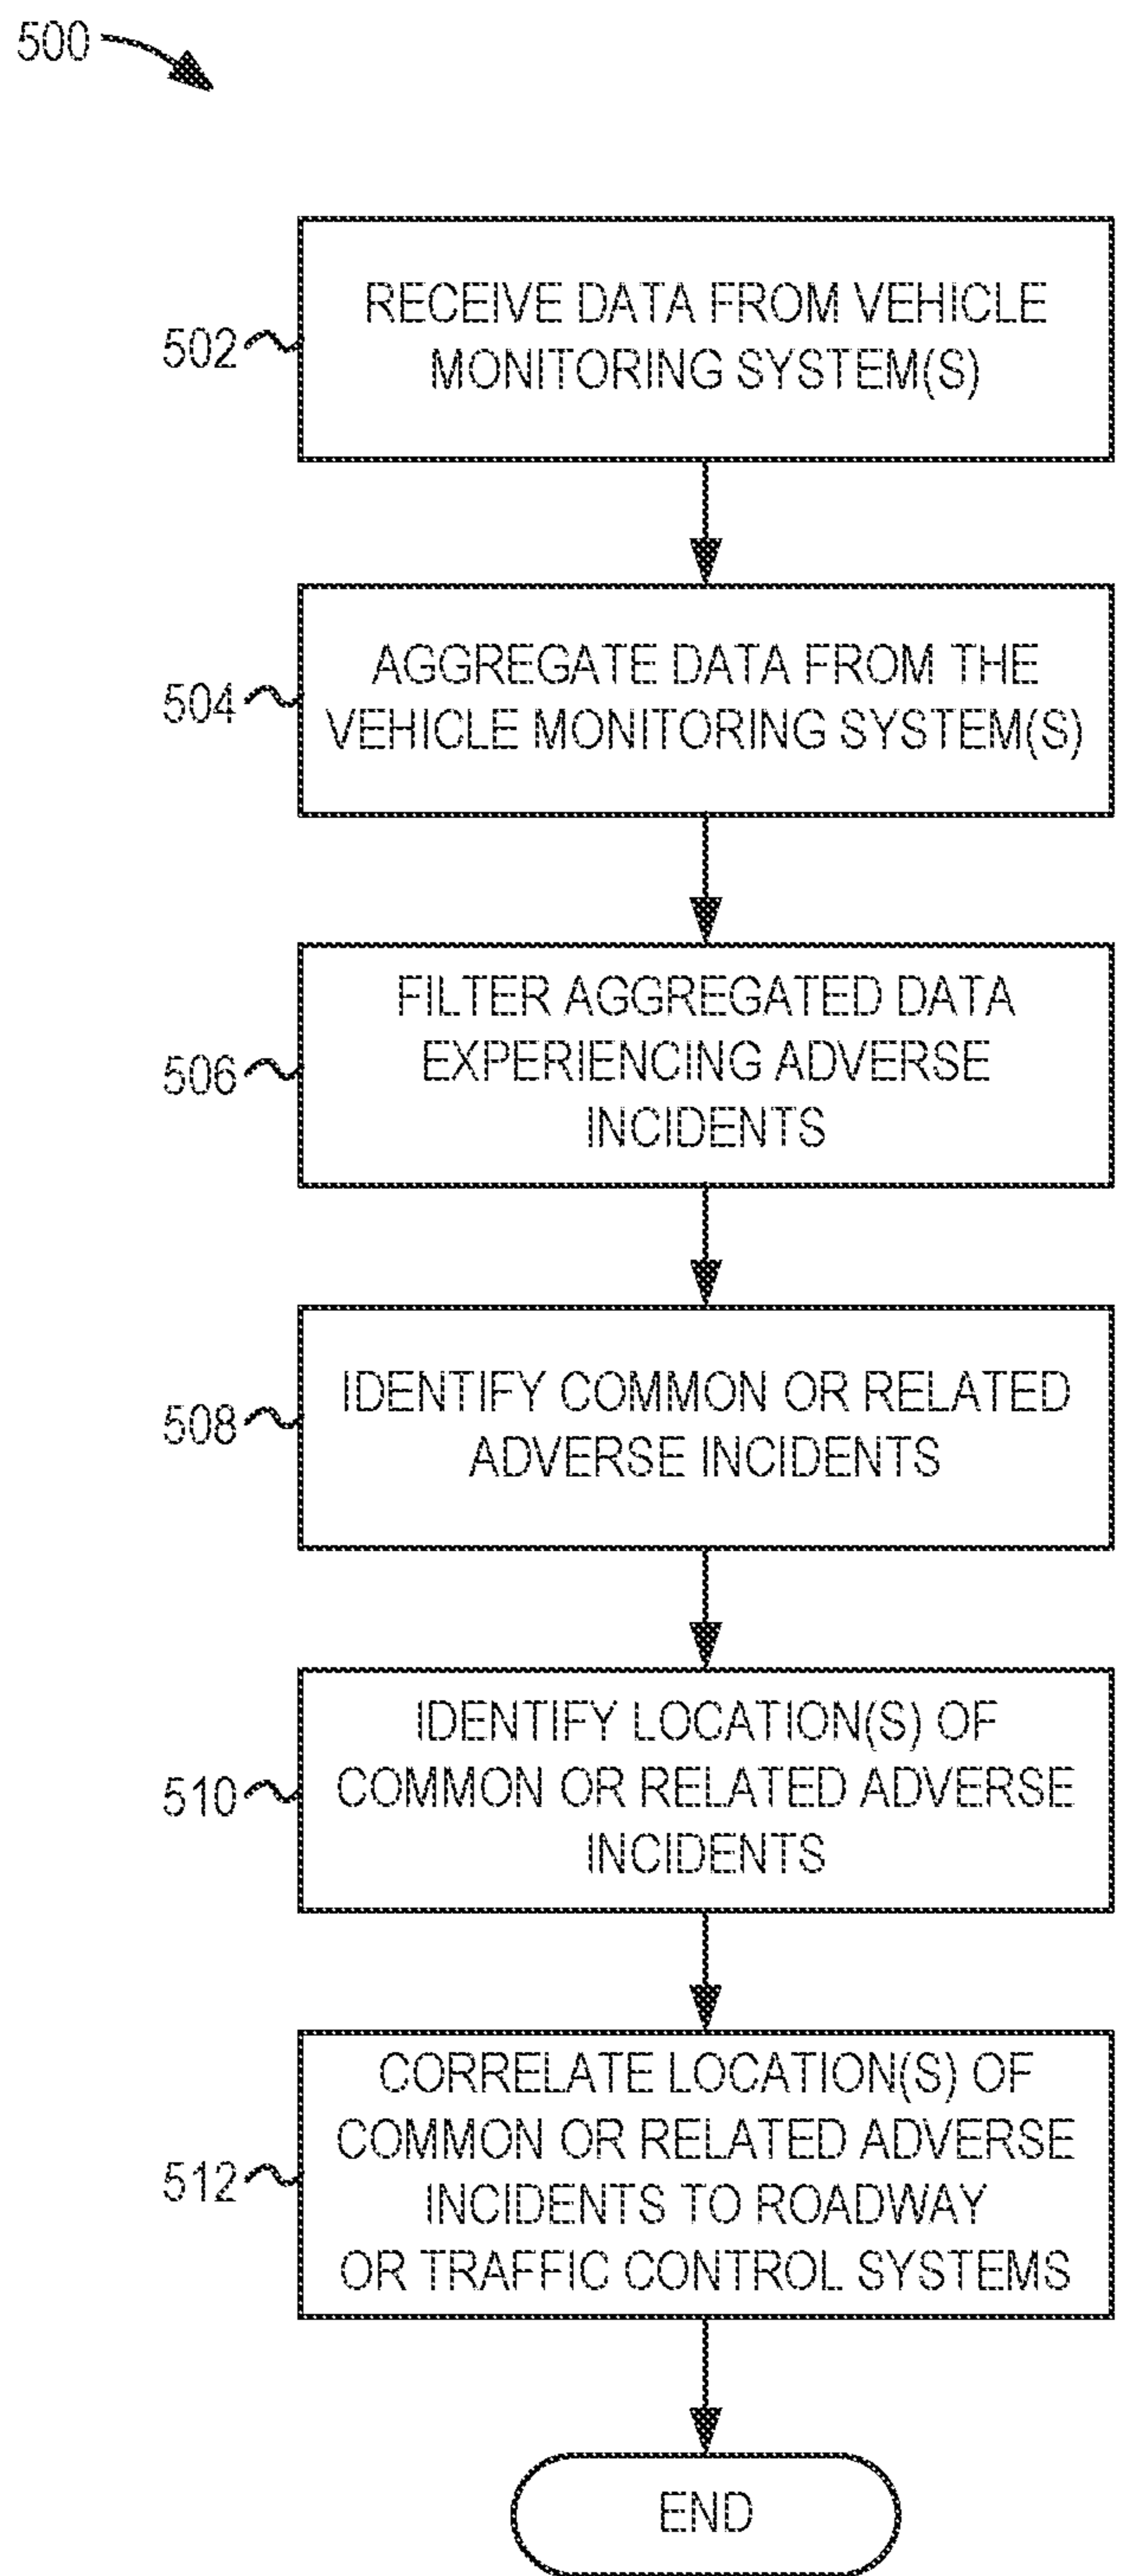 500
502
RECEIVE DATA FROM VEHICLE
MONITORING SYSTEM(S)
504
AGGREGATE DATA FROM THE
VEHICLE MONITORING SYSTEM(S)
506
FILTER AGGREGATED DATA
EXPERIENCING ADVERSE
INCIDENTS
508
IDENTIFY COMMON OR RELATED
ADVERSE INCIDENTS
510
IDENTIFY LOCATION(S) OF
COMMON OR RELATED ADVERSE
INCIDENTS
512
CORRELATE LOCATION(S) OF
COMMON OR RELATED ADVERSE
INCIDENTS TO ROADWAY
OR TRAFFIC CONTROL SYSTEMS
END